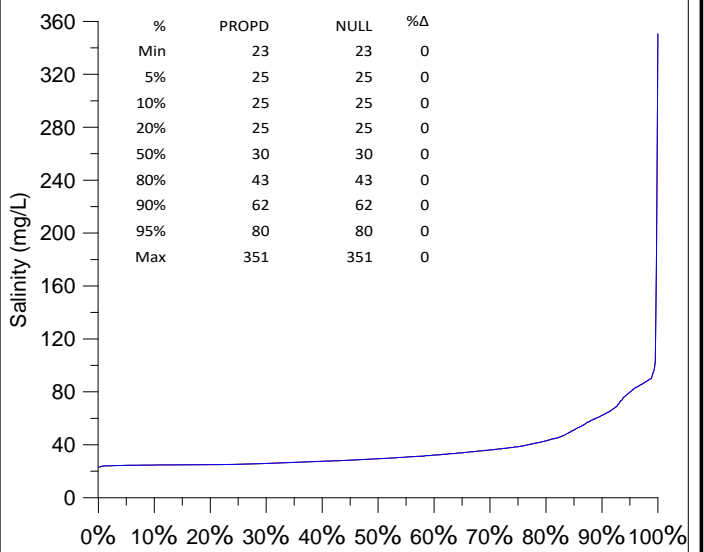 % PROPD NULL %Δ
Min 23 23 0
5% 25 25 0
10% 25 25 0
20% 25 25 0
50% 30 30 0
80% 43 43 0
90% 62 62 0
95% 80 80 0
Max 351 351 0
Salinity (mg/L)
360
320
280
240
200
160
120
80
40
0
0% 10% 20% 30% 40% 50% 60% 70% 80% 90% 100%